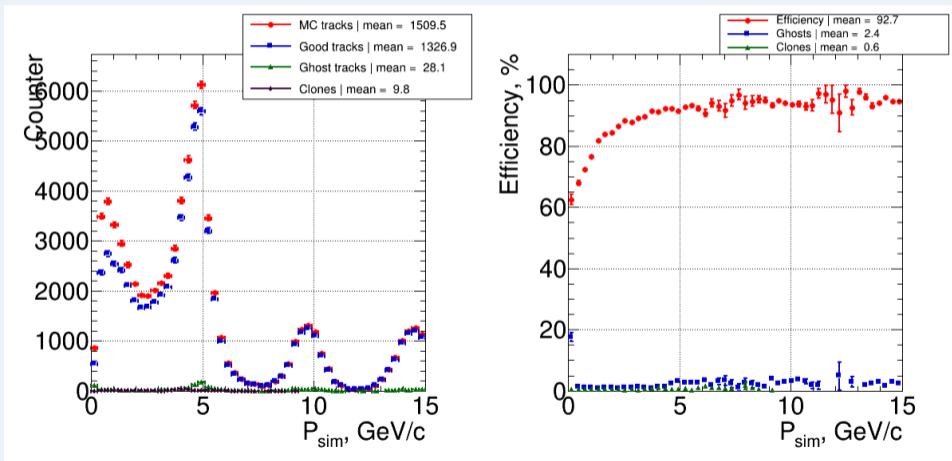 MC tracks | mean = 1509.5
Good tracks | mean = 1326.9
Ghost tracks | mean = 28.1
Clones | mean = 9.8
Counter
6000
5000
4000
3000
2000
1000
0
0 5 10 15
Psim, GeV/c
Efficiency | mean = 92.7
Ghosts | mean = 2.4
Clones | mean = 0.6
Efficiency, %
100
80
60
40
20
0
0 5 10 15
Psim, GeV/c